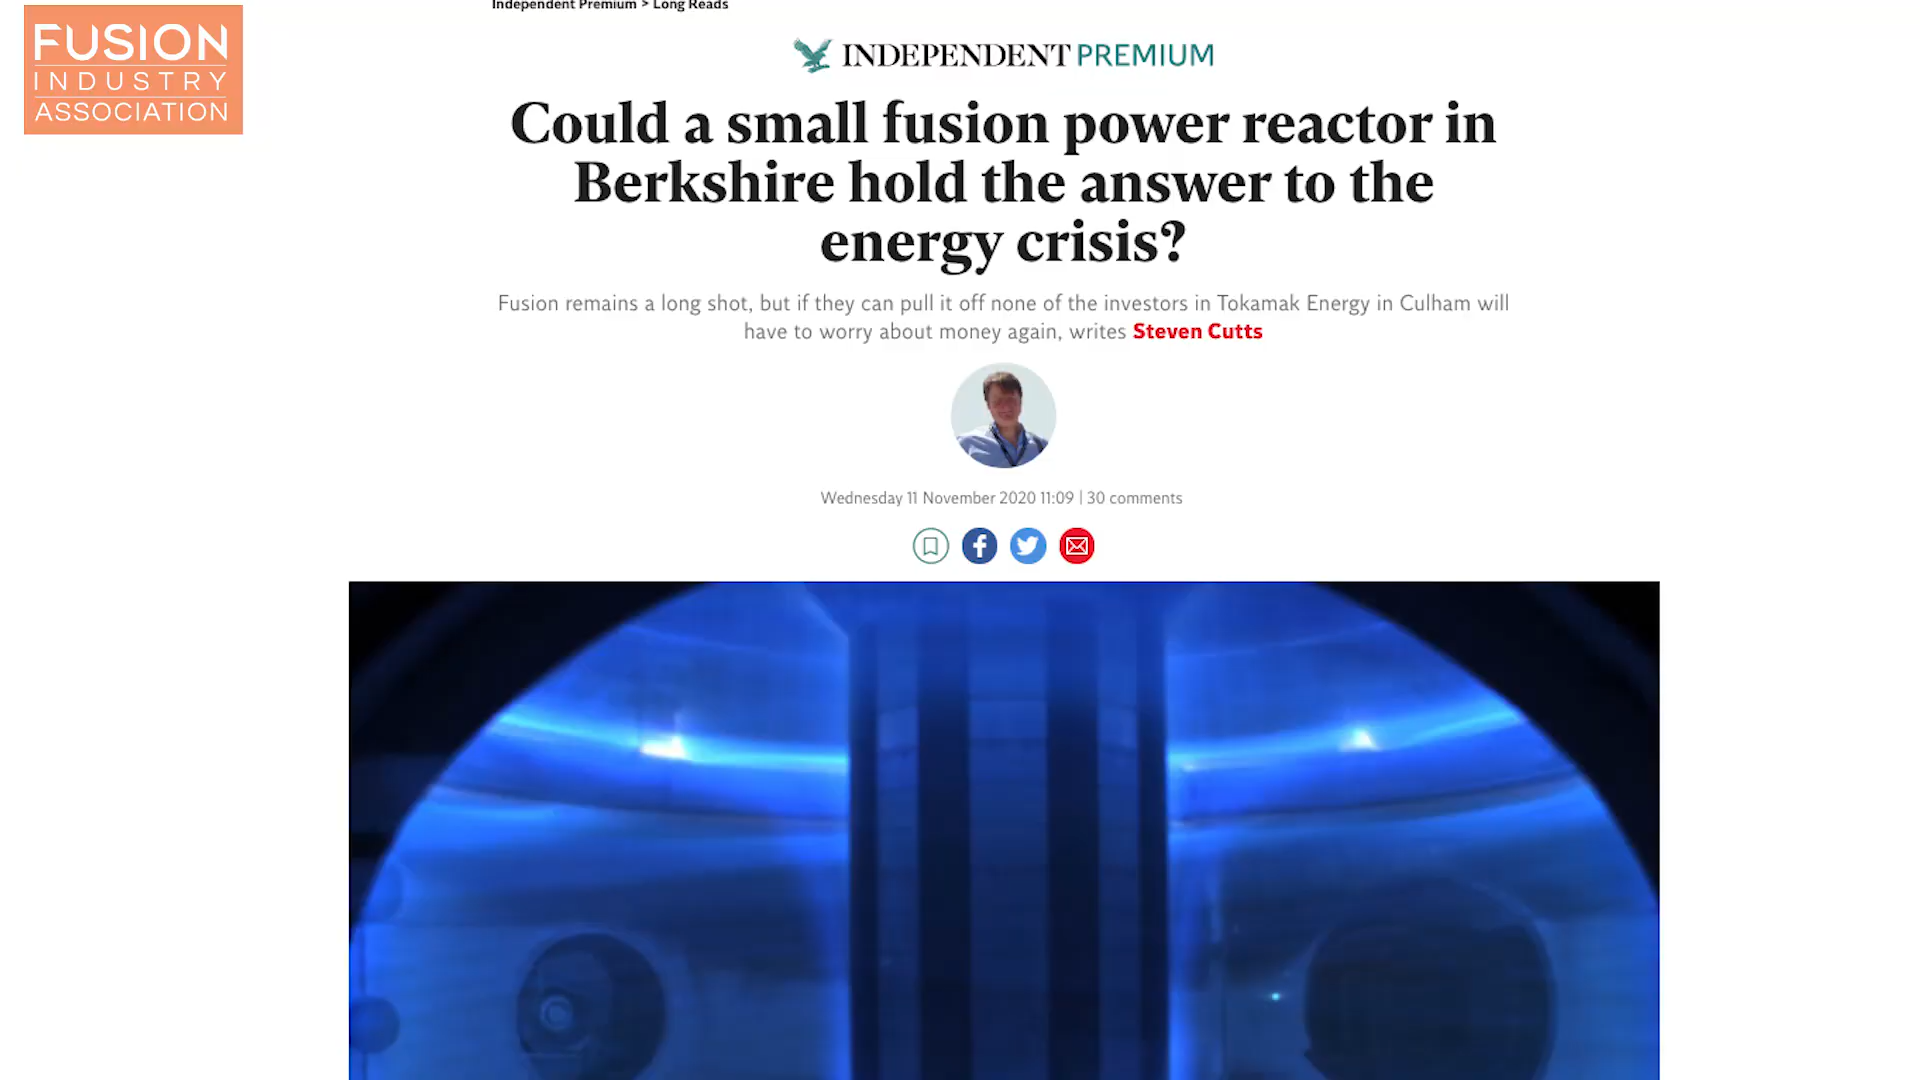 Independent Premium > Long Reads
FUSION
INDUSTRY
ASSOCIATION
INDEPENDENT PREMIUM
Could a small fusion power reactor in
Berkshire hold the answer to the
energy crisis?
Fusion remains a long shot, but if they can pull it off none of the investors in Tokamak Energy in Culham will
have to worry about money again, writes Steven Cutts
Wednesday 11 November 2020 11:09 | 30 comments